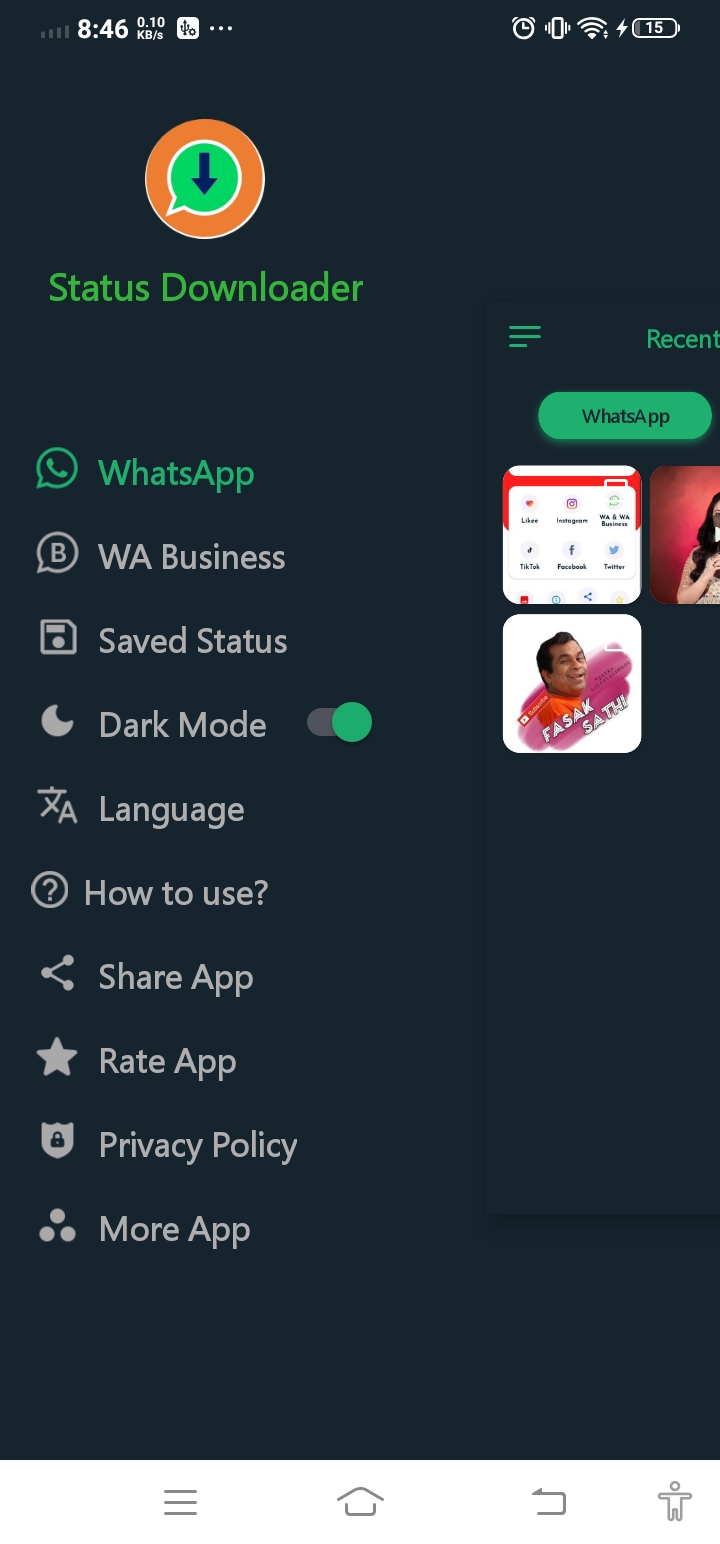 8:46 0.10
KB/s
15
Status Downloader
Recent
WhatsApp
Likee Instagram WA & WA
Business
TikTok Facebook Twitter
Subscribe
FASAK
SATHI
WhatsApp
B WA Business
Saved Status
Dark Mode
Language
How to use?
Share App
Rate App
Privacy Policy
More App